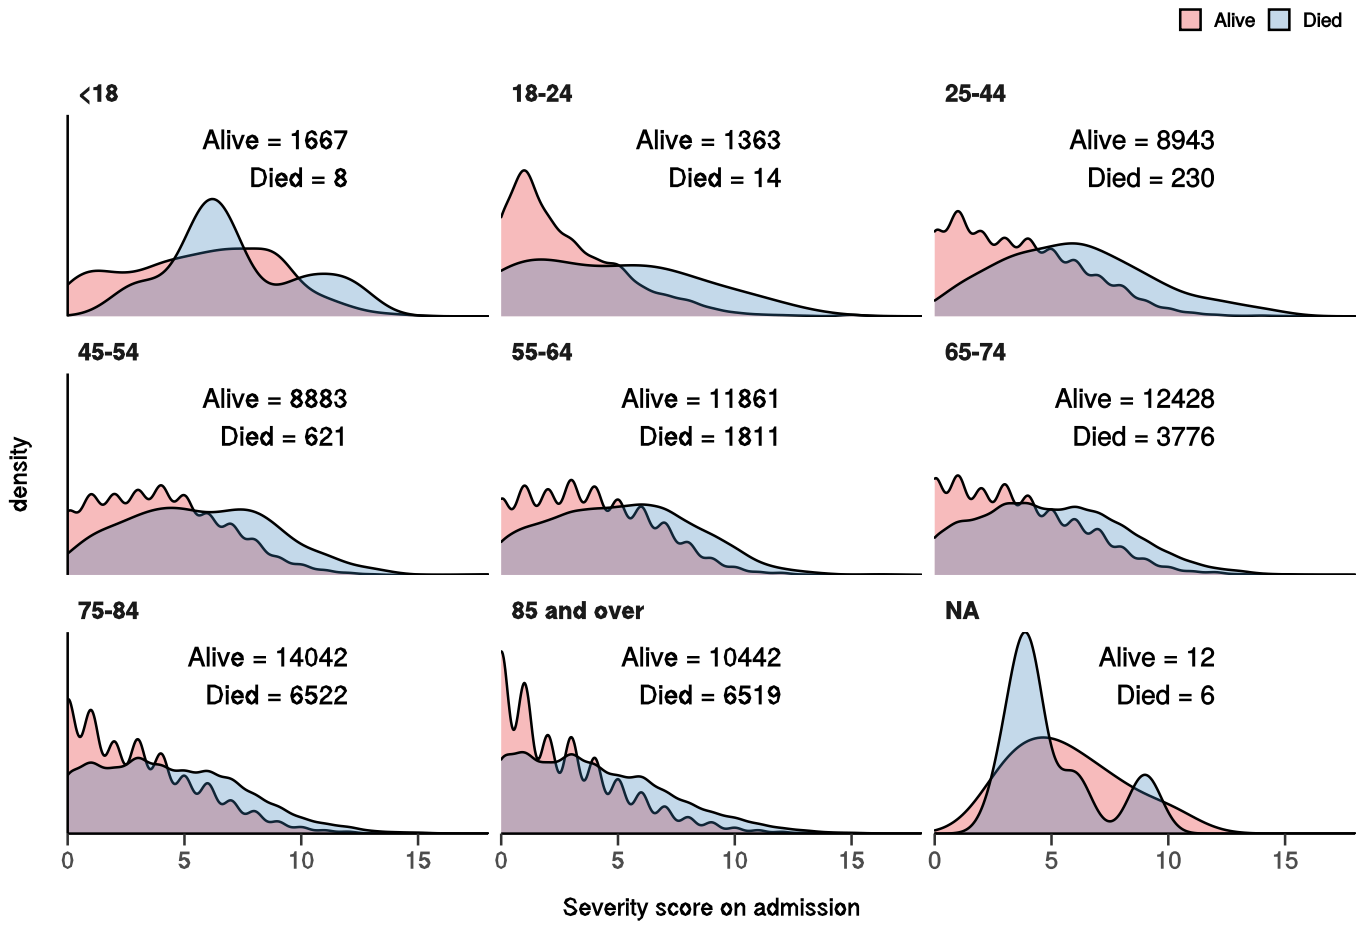 Alive Died
<18 18-24 25-44
Alive = 1667 Alive = 1363 Alive = 8943
Died = 8 Died = 14 Died = 230
45-54 55-64 65-74
Alive = 8883 Alive = 11861 Alive = 12428
Died = 621 Died = 1811 Died = 3776
density
75-84 85 and over NA
Alive = 14042 Alive = 10442 Alive = 12
Died = 6522 Died = 6519 Died = 6
0 5 10 15 0 5 10 15 0 5 10 15
Severity score on admission